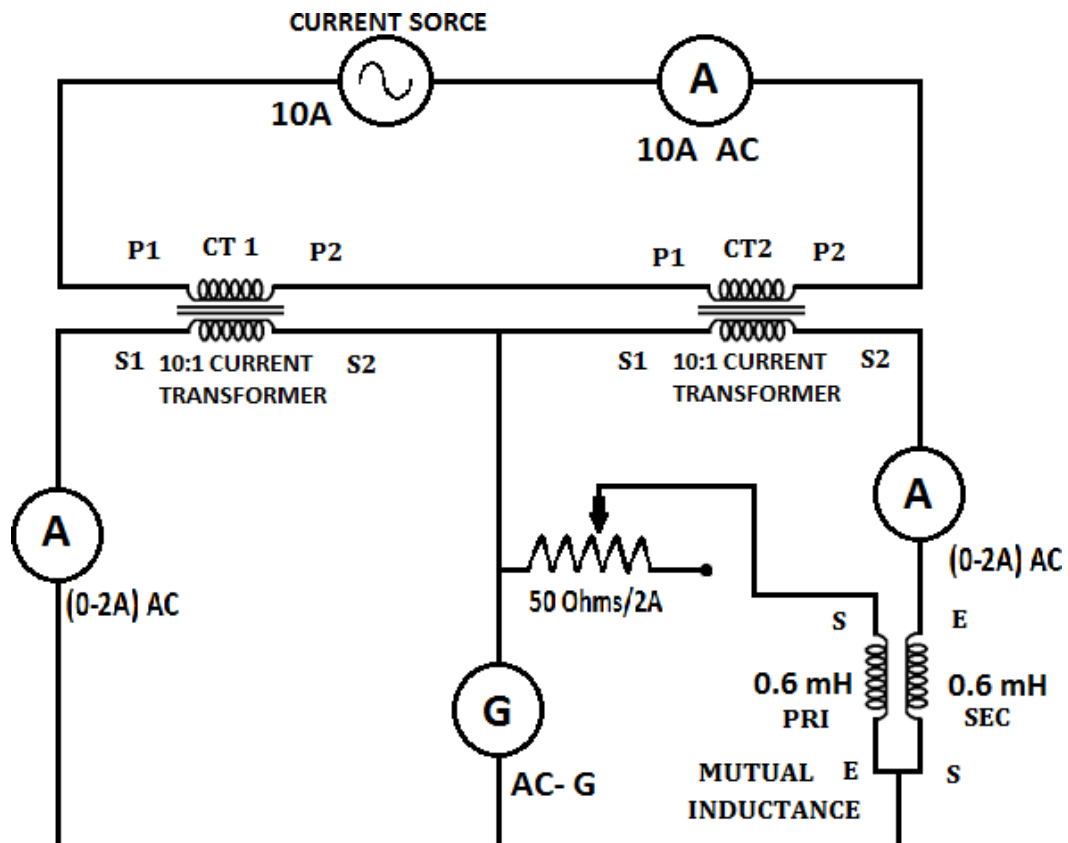 CURRENT SORCE
10A
A
10A AC
P1
CT 1
P2
P1
CT2
P2
S1
10:1 CURRENT
TRANSFORMER
S2
S1
10:1 CURRENT
TRANSFORMER
S2
A
(0-2A) AC
50 Ohms/2A
A
(0-2A) AC
S
E
0.6 mH
PRI
0.6 mH
SEC
G
AC- G
MUTUAL
INDUCTANCE
E
S